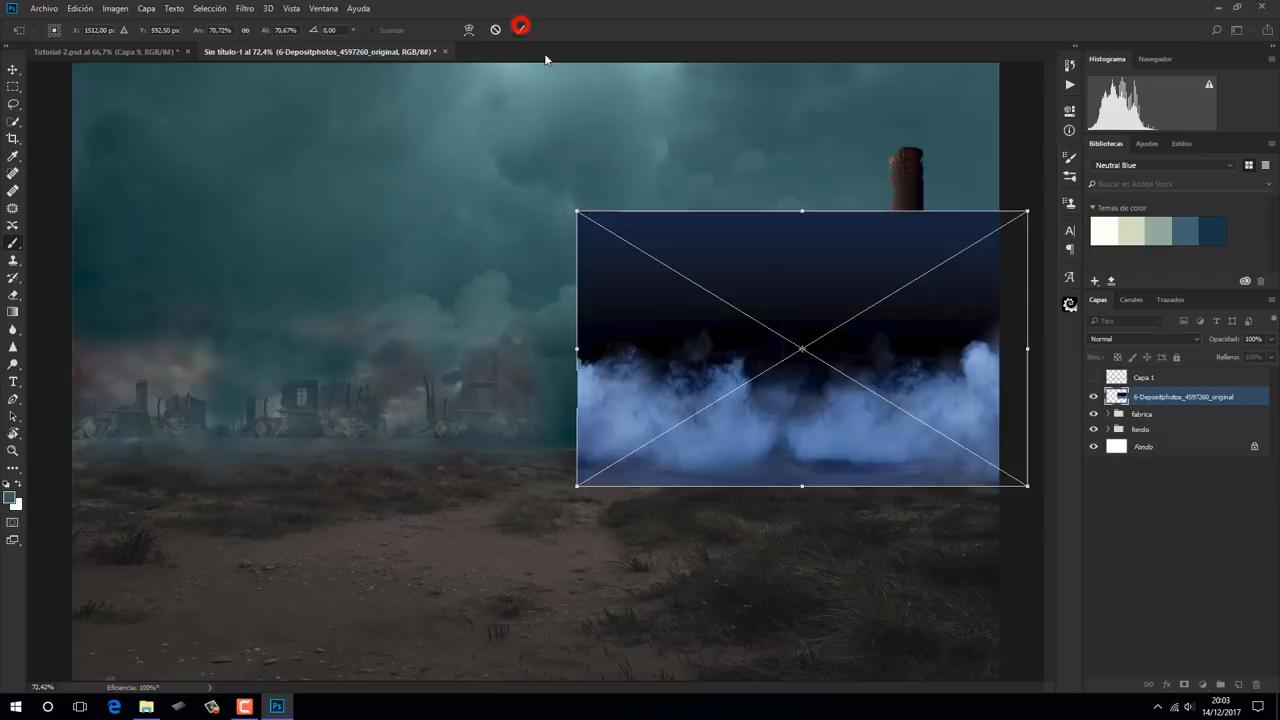 Ps Archivo Edición Imagen Capa Texto Selección Filtro 3D Vista Ventana Ayuda
X: 1512,00 px Y: 592,50 px An: 70,72% Al: 70,67% 0,00 ° Suavizar
Tutorial-2.psd al 66,7% (Capa 9, RGB/8#) * × Sin título-1 al 72,4% (6-Depositphotos_4597260_original, RGB/8#) * ×
Histograma Navegador
Bibliotecas Ajustes Estilos
Neutral Blue
Buscar en Adobe Stock
Temas de color
Capas Canales Trazados
Tipo
Normal Opacidad: 100%
Bloq.: Relleno: 100%
Capa 1
6-Depositphotos_4597260_original
fabrica
fondo
Fondo
72,42% Eficiencia: 100%*
Ps
20:03
14/12/2017